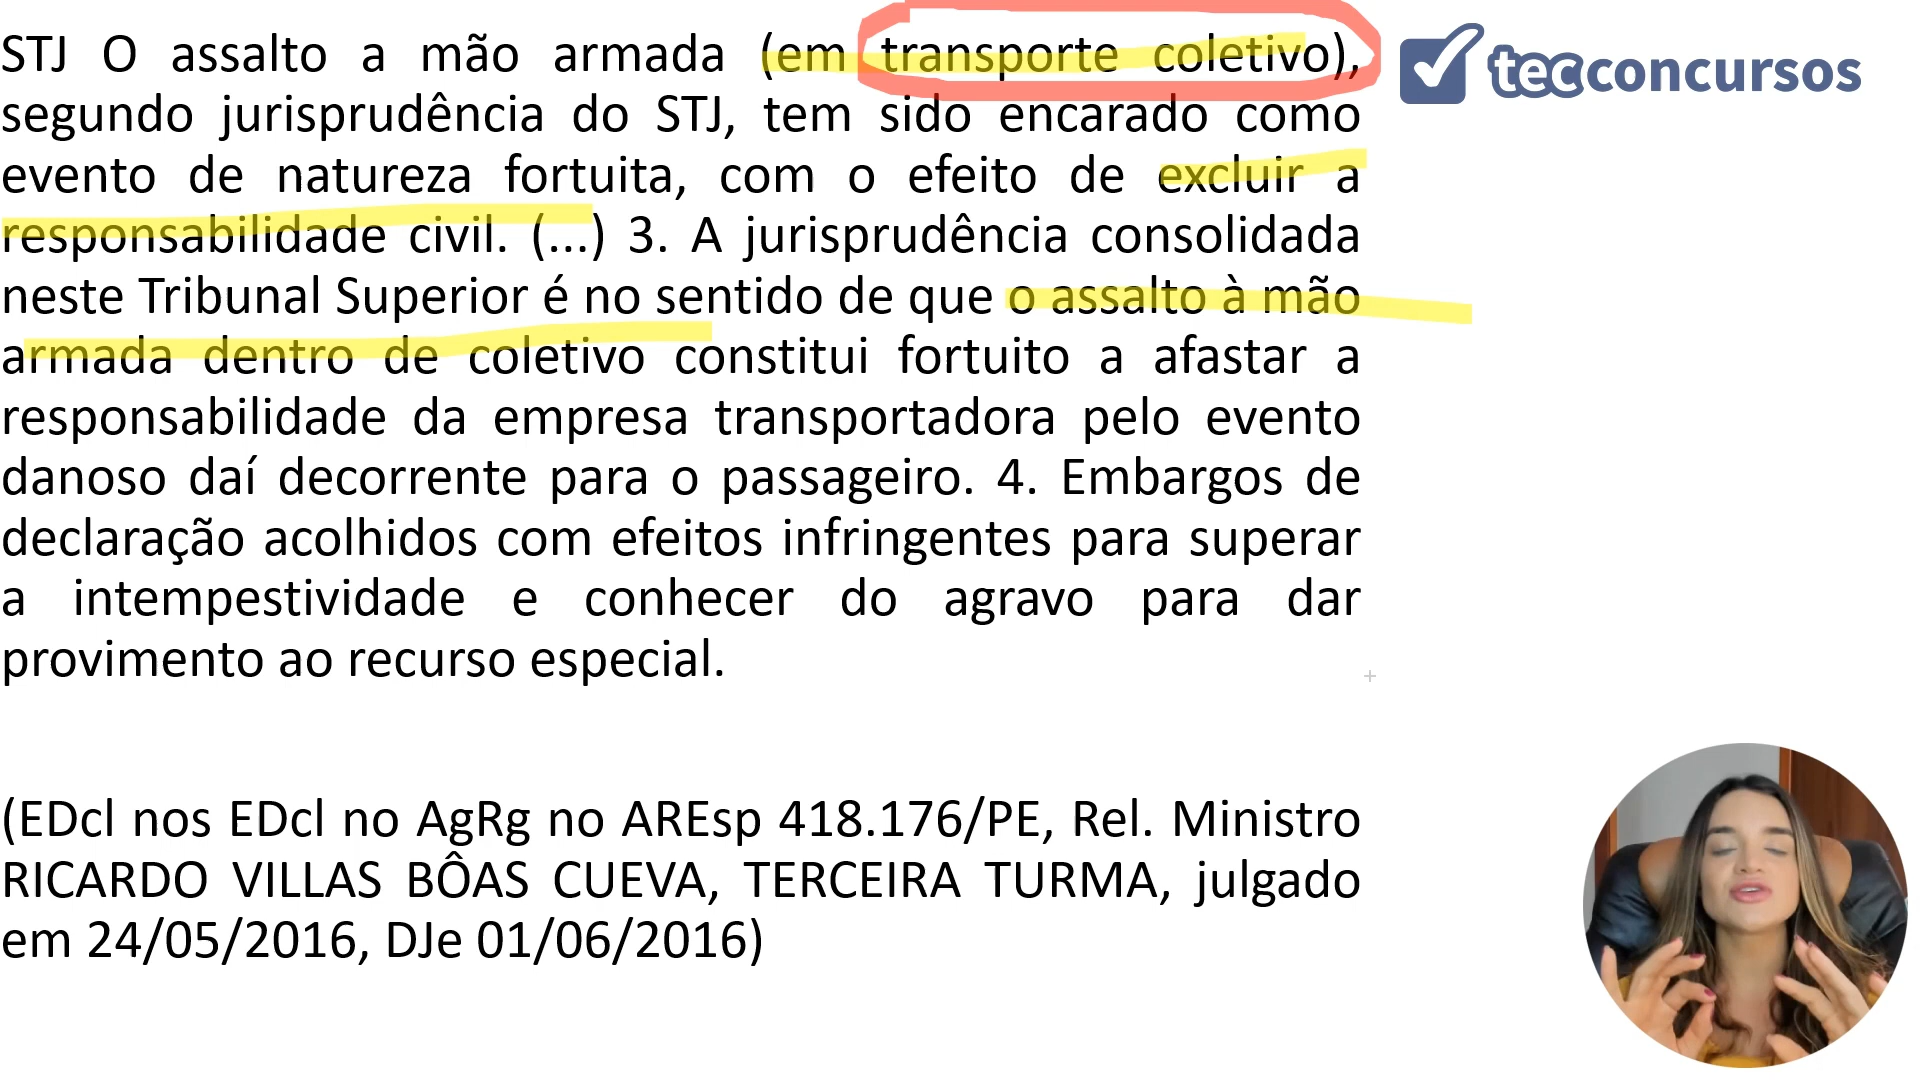 STJ O assalto a mão armada (em transporte coletivo),
segundo jurisprudência do STJ, tem sido encarado como
evento de natureza fortuita, com o efeito de excluir a
responsabilidade civil. (...) 3. A jurisprudência consolidada
neste Tribunal Superior é no sentido de que o assalto à mão
armada dentro de coletivo constitui fortuito a afastar a
responsabilidade da empresa transportadora pelo evento
danoso daí decorrente para o passageiro. 4. Embargos de
declaração acolhidos com efeitos infringentes para superar
a intempestividade e conhecer do agravo para dar
provimento ao recurso especial.
(EDcl nos EDcl no AgRg no AREsp 418.176/PE, Rel. Ministro
RICARDO VILLAS BÔAS CUEVA, TERCEIRA TURMA, julgado
em 24/05/2016, DJe 01/06/2016)
tecconcursos